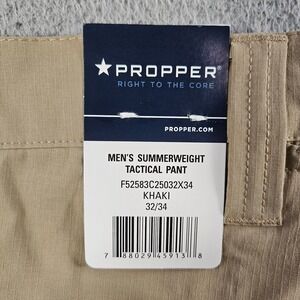 ★PROPPER®
RIGHT TO THE CORE
PROPPER.COM
MEN'S SUMMERWEIGHT
TACTICAL PANT
F52583C25032X34
KHAKI
32/34
7 88029 45913 8